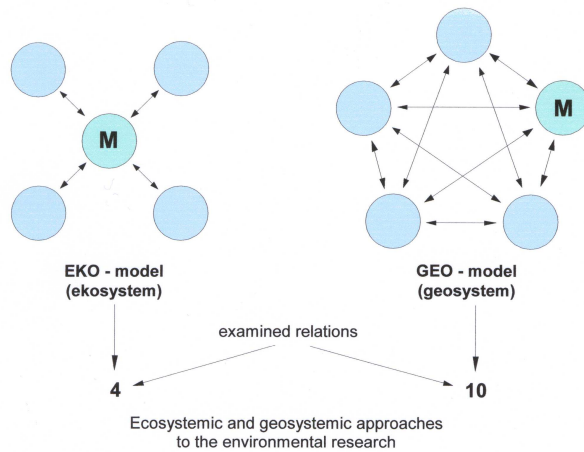 M
M
EKO - model
(ekosystem)
GEO - model
(geosystem)
examined relations
4
10
Ecosystemic and geosystemic approaches
to the environmental research